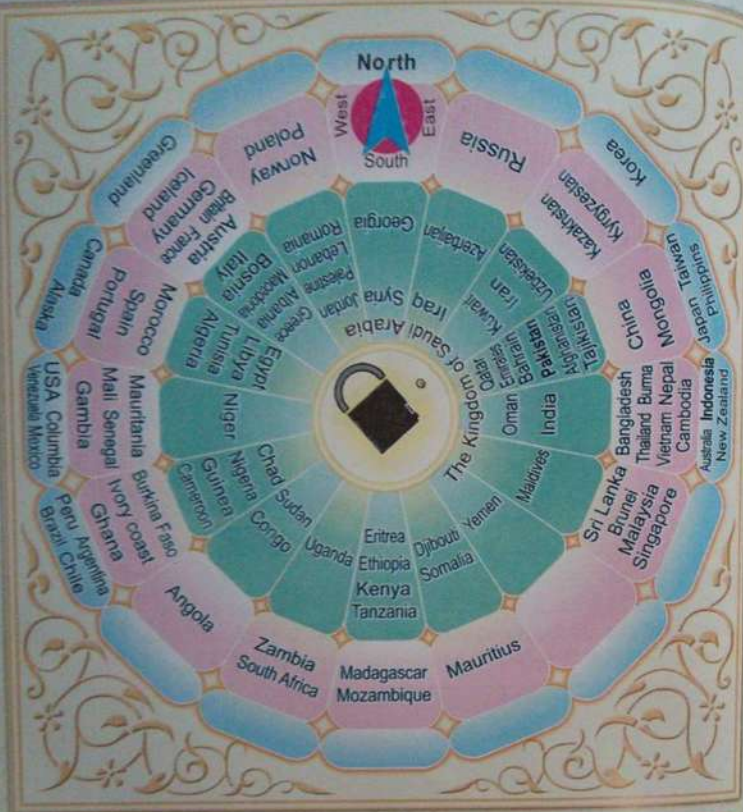 North
West
East
South
Russia
Kazakhstan
Kyrgyzestan
Korea
China
Mongolia
Japan Taiwan
Philippins
Bangladesh
Thailand Burma
Vietnam Nepal
Cambodia
Australia Indonesia
New Zealand
Sri Lanka
Brunei
Malaysia
Singapore
Mauritius
Madagascar
Mozambique
Zambia
South Africa
Angola
Burkina Faso
Ivory coast
Ghana
Peru Argentina
Brazil Chile
Mauritania
Mali Senegal
Gambia
USA Columbia
Venezuela Mexico
Morocco
Spain
Portugal
Canada
Alaska
Austria
Britain France
Germany
Iceland
Greenland
Norway
Poland
Georgia
Azerbaijan
Uzbekistan
Iran
Kuwait
Tajikistan
Afghanistan
Pakistan
Bahrain
Emirates
Qatar
India
Oman
Maldives
Yemen
Djibouti
Somalia
Eritrea
Ethiopia
Kenya
Tanzania
Uganda
Sudan
Congo
Chad
Nigeria
Guinea
Cameroon
Niger
Egypt
Libya
Tunisia
Algeria
Bosnia
Italy
Greece
Albania
Macedonia
Romania
Lebanon
Palestine
Jordan
Iraq Syria
The Kingdom of Saudi Arabia